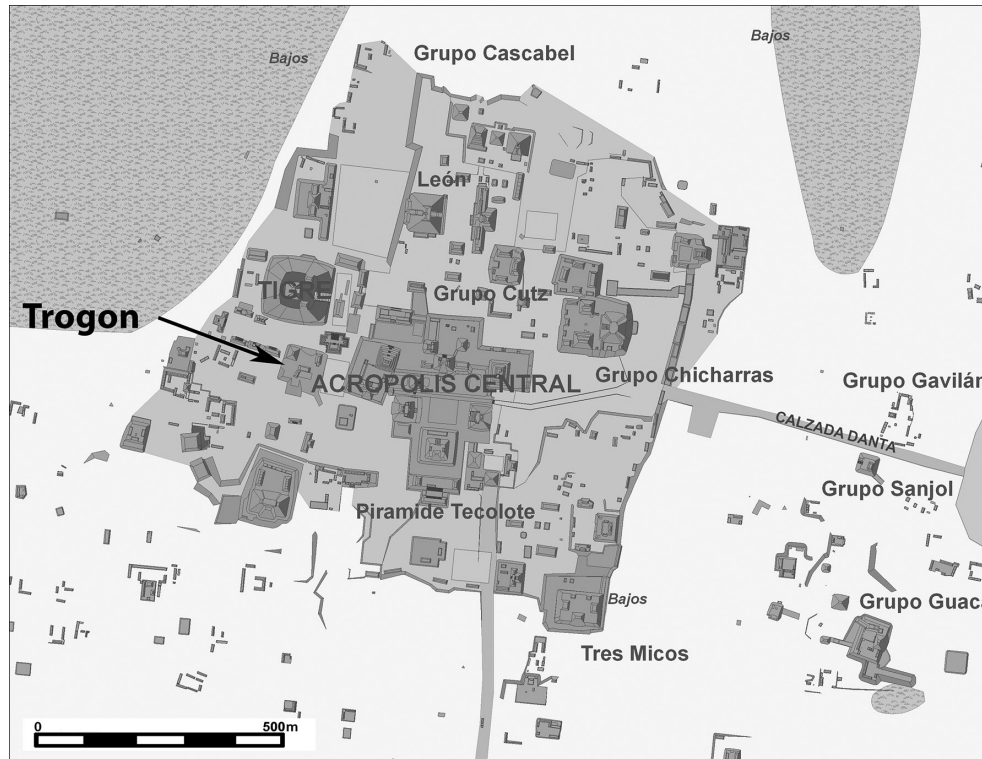 Grupo Cascabel
Bajos
Bajos
León
TIGRE
Grupo Cutz
Trogon
ACROPOLIS CENTRAL
Grupo Chicharras
Grupo Gavilán
CALZADA DANTA
Grupo Sanjol
Piramide Tecolote
Bajos
Grupo Guaca
Tres Micos
0 500m